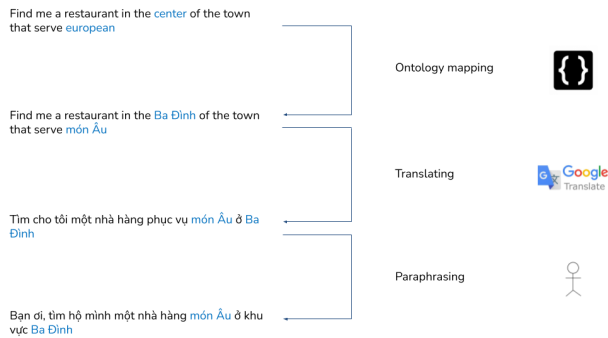 Find me a restaurant in the center of the town
that serve european
Ontology mapping
{}
Find me a restaurant in the Ba Đình of the town
that serve món Âu
Translating
G 文 Google
Translate
Tìm cho tôi một nhà hàng phục vụ món Âu ở Ba
Đình
Paraphrasing
Bạn ơi, tìm hộ mình một nhà hàng món Âu ở khu
vực Ba Đình